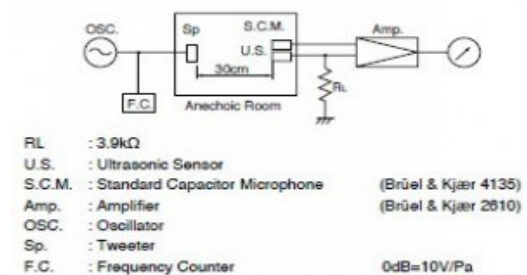 OSC.
Sp
S.C.M.
Amp.
U.S.
30cm
RL
F.C.
Anechoic Room
RL : 3.9kΩ
U.S. : Ultrasonic Sensor
S.C.M. : Standard Capacitor Microphone (Brüel & Kjær 4135)
Amp. : Amplifier (Brüel & Kjær 2610)
OSC. : Oscillator
Sp. : Tweeter
F.C. : Frequency Counter 0dB=10V/Pa